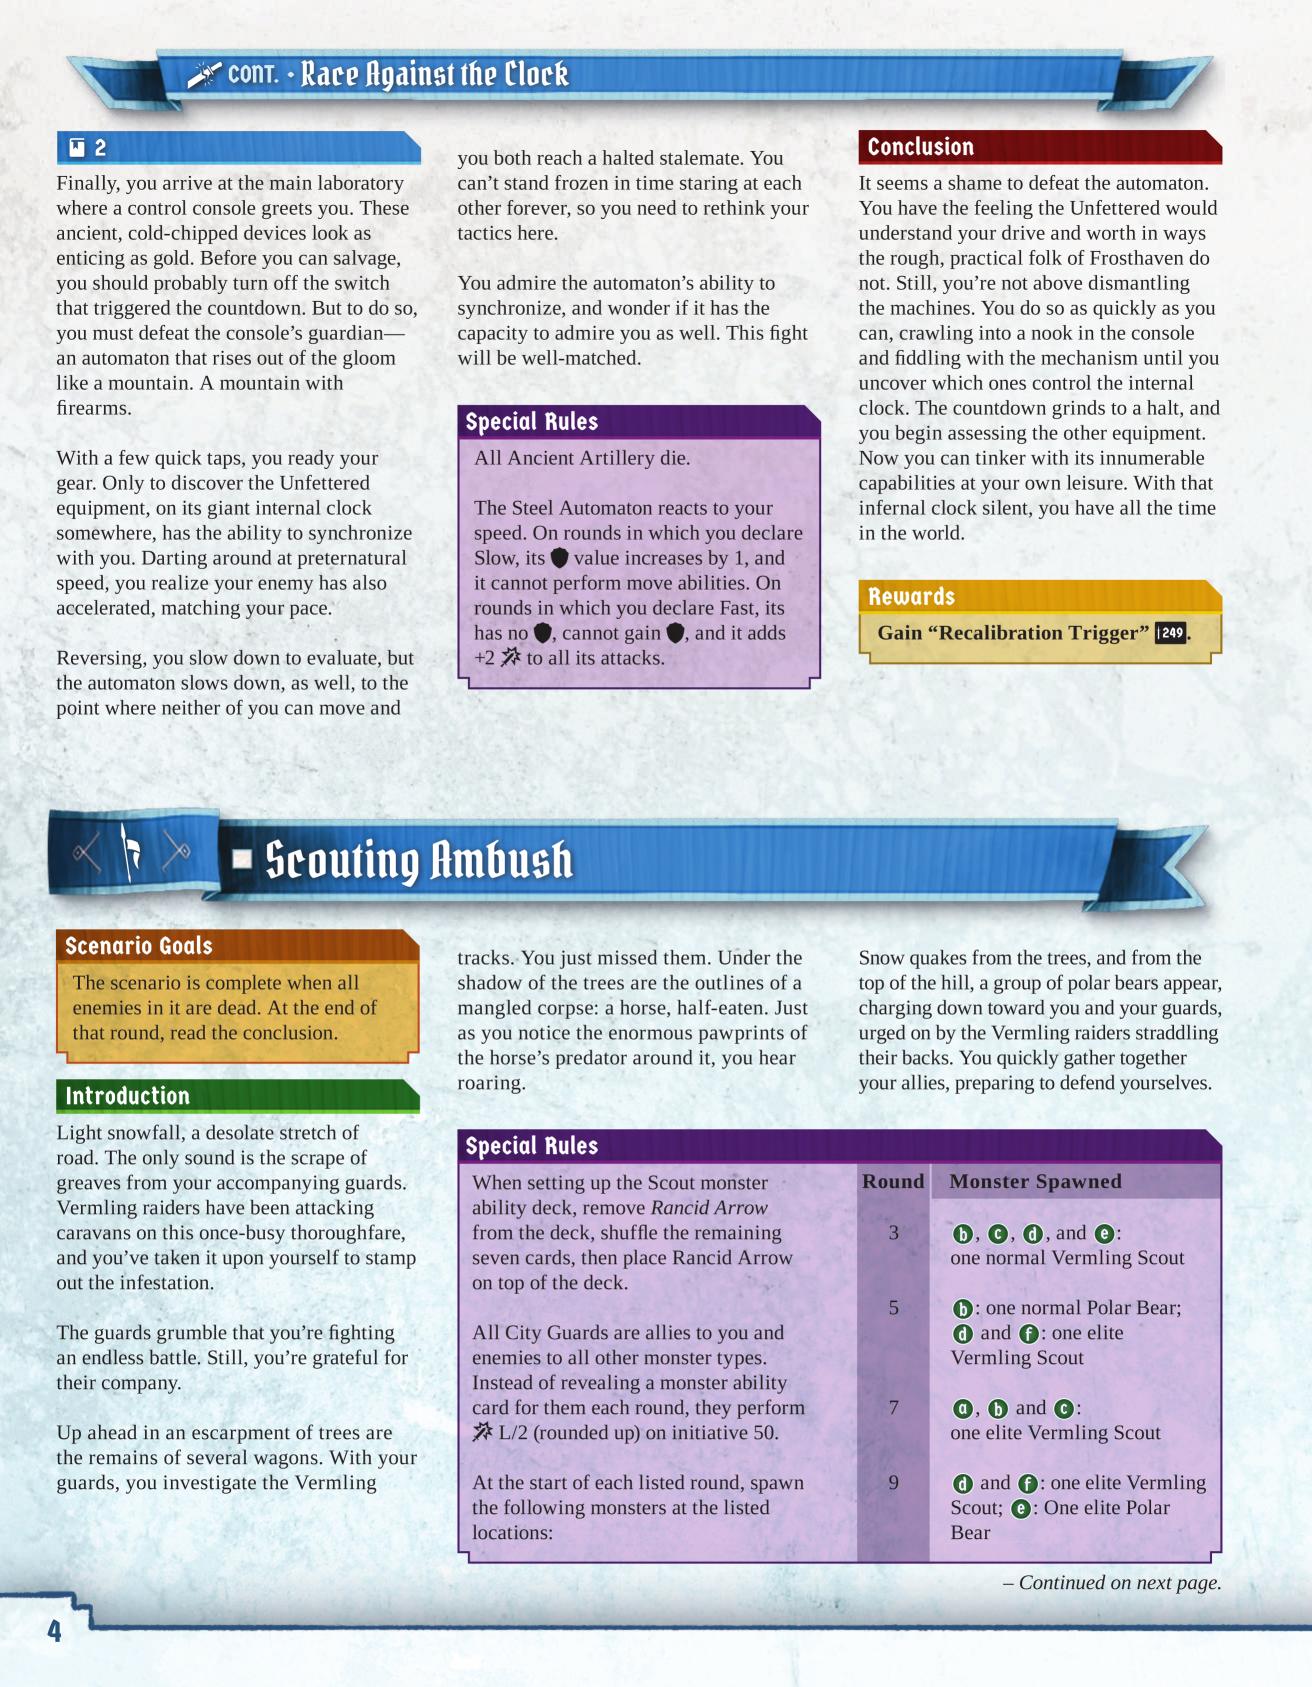 CONT. · Race Against the Clock
2
Finally, you arrive at the main laboratory
where a control console greets you. These
ancient, cold-chipped devices look as
enticing as gold. Before you can salvage,
you should probably turn off the switch
that triggered the countdown. But to do so,
you must defeat the console's guardian—
an automaton that rises out of the gloom
like a mountain. A mountain with
firearms.
With a few quick taps, you ready your
gear. Only to discover the Unfettered
equipment, on its giant internal clock
somewhere, has the ability to synchronize
with you. Darting around at preternatural
speed, you realize your enemy has also
accelerated, matching your pace.
Reversing, you slow down to evaluate, but
the automaton slows down, as well, to the
point where neither of you can move and
you both reach a halted stalemate. You
can't stand frozen in time staring at each
other forever, so you need to rethink your
tactics here.
You admire the automaton's ability to
synchronize, and wonder if it has the
capacity to admire you as well. This fight
will be well-matched.
Special Rules
All Ancient Artillery die.
The Steel Automaton reacts to your
speed. On rounds in which you declare
Slow, its value increases by 1, and
it cannot perform move abilities. On
rounds in which you declare Fast, its
has no , cannot gain , and it adds
+2 to all its attacks.
Conclusion
It seems a shame to defeat the automaton.
You have the feeling the Unfettered would
understand your drive and worth in ways
the rough, practical folk of Frosthaven do
not. Still, you're not above dismantling
the machines. You do so as quickly as you
can, crawling into a nook in the console
and fiddling with the mechanism until you
uncover which ones control the internal
clock. The countdown grinds to a halt, and
you begin assessing the other equipment.
Now you can tinker with its innumerable
capabilities at your own leisure. With that
infernal clock silent, you have all the time
in the world.
Rewards
Gain “Recalibration Trigger” 249.
Scouting Ambush
Scenario Goals
The scenario is complete when all
enemies in it are dead. At the end of
that round, read the conclusion.
Introduction
Light snowfall, a desolate stretch of
road. The only sound is the scrape of
greaves from your accompanying guards.
Vermling raiders have been attacking
caravans on this once-busy thoroughfare,
and you've taken it upon yourself to stamp
out the infestation.
The guards grumble that you're fighting
an endless battle. Still, you're grateful for
their company.
Up ahead in an escarpment of trees are
the remains of several wagons. With your
guards, you investigate the Vermling
tracks. You just missed them. Under the
shadow of the trees are the outlines of a
mangled corpse: a horse, half-eaten. Just
as you notice the enormous pawprints of
the horse's predator around it, you hear
roaring.
Snow quakes from the trees, and from the
top of the hill, a group of polar bears appear,
charging down toward you and your guards,
urged on by the Vermling raiders straddling
their backs. You quickly gather together
your allies, preparing to defend yourselves.
Special Rules
When setting up the Scout monster
ability deck, remove Rancid Arrow
from the deck, shuffle the remaining
seven cards, then place Rancid Arrow
on top of the deck.
All City Guards are allies to you and
enemies to all other monster types.
Instead of revealing a monster ability
card for them each round, they perform
L/2 (rounded up) on initiative 50.
At the start of each listed round, spawn
the following monsters at the listed
locations:
Round Monster Spawned
3 b, c, d, and e:
one normal Vermling Scout
5 b: one normal Polar Bear;
d and f: one elite
Vermling Scout
7 a, b and c:
one elite Vermling Scout
9 d and f: one elite Vermling
Scout; e: One elite Polar
Bear
– Continued on next page.
4